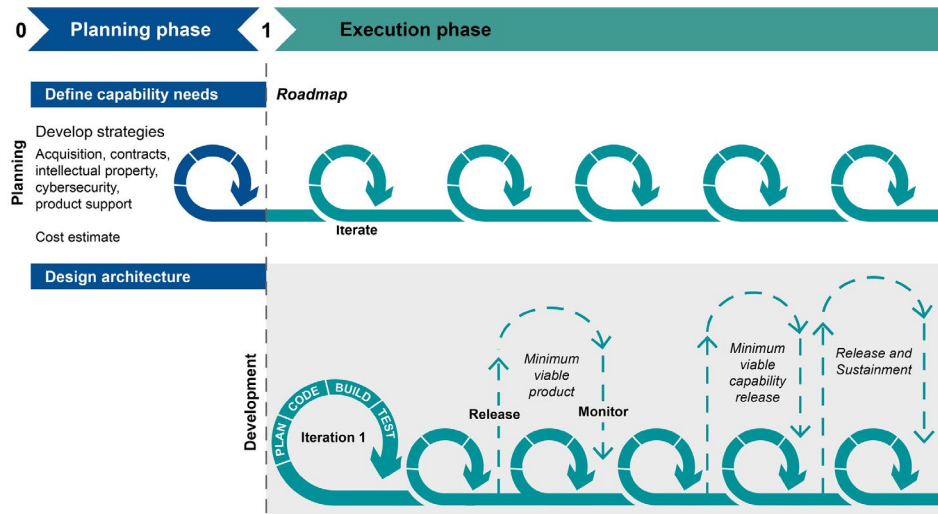 0
Planning phase
1
Execution phase
Define capability needs
Roadmap
Planning
Develop strategies
Acquisition, contracts,
intellectual property,
cybersecurity,
product support
Cost estimate
Iterate
Design architecture
Development
PLAN
CODE
BUILD
TEST
Iteration 1
Release
Minimum
viable
product
Monitor
Minimum
viable
capability
release
Release and
Sustainment